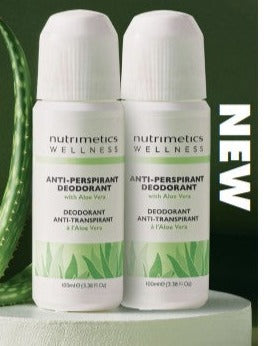 nutrimetics
WELLNESS
ANTI-PERSPIRANT
DEODORANT
with Aloe Vera
DEODORANT
ANTI-TRANSPIRANT
à l'Aloe Vera
100ml℮ (3.38 fl oz)
nutrimetics
WELLNESS
ANTI-PERSPIRANT
DEODORANT
with Aloe Vera
DEODORANT
ANTI-TRANSPIRANT
à l'Aloe Vera
100ml℮ (3.38 fl oz)
NEW